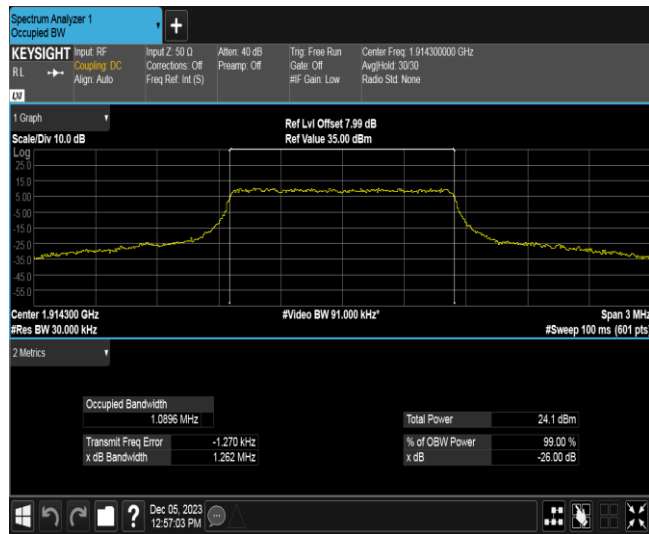 Spectrum Analyzer 1
Occupied BW
+
KEYSIGHT
RL
LXI
Input: RF
Coupling: DC
Align: Auto
Input Z: 50 Ω
Corrections: Off
Freq Ref: Int (S)
Atten: 40 dB
Preamp: Off
Trig: Free Run
Gate: Off
#IF Gain: Low
Center Freq: 1.914300000 GHz
Avg|Hold: 30/30
Radio Std: None
1 Graph
Scale/Div 10.0 dB
Ref Lvl Offset 7.99 dB
Ref Value 35.00 dBm
Log
25.0
15.0
5.00
-5.00
-15.0
-25.0
-35.0
-45.0
-55.0
Center 1.914300 GHz
#Res BW 30.000 kHz
#Video BW 91.000 kHz*
Span 3 MHz
#Sweep 100 ms (601 pts)
2 Metrics
Occupied Bandwidth
1.0896 MHz
Transmit Freq Error -1.270 kHz
x dB Bandwidth 1.262 MHz
Total Power 24.1 dBm
% of OBW Power 99.00 %
x dB -26.00 dB
?
Dec 05, 2023
12:57:03 PM